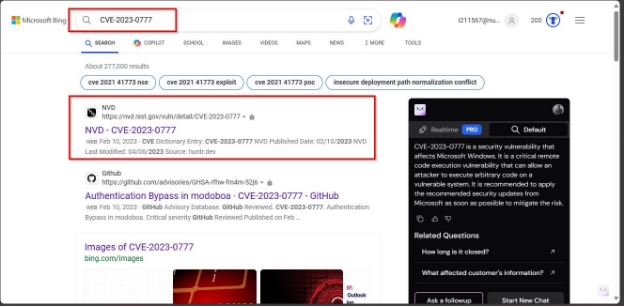 Microsoft Bing
CVE-2023-0777
i211567@nu...
200
SEARCH
COPILOT
SCHOOL
IMAGES
VIDEOS
MAPS
NEWS
MORE
TOOLS
About 277,000 results
cve 2021 41773 nse
cve 2021 41773 exploit
cve 2021 41773 poc
insecure deployment path normalization conflict
NVD
https://nvd.nist.gov/vuln/detail/CVE-2023-0777
NVD - CVE-2023-0777
WEB Feb 10, 2023 · CVE Dictionary Entry: CVE-2023-0777 NVD Published Date: 02/10/2023 NVD
Last Modified: 04/06/2023 Source: huntr.dev
Github
https://github.com/advisories/GHSA-rfhw-fm4m-52j6
Authentication Bypass in modoboa · CVE-2023-0777 - GitHub
WEB Feb 10, 2023 · GitHub Advisory Database. GitHub Reviewed. CVE-2023-0777. Authentication
Bypass in modoboa. Critical severity GitHub Reviewed Published on Feb ...
Images of CVE-2023-0777
bing.com/images
Outlook
Realtime PRO
Default
CVE-2023-0777 is a security vulnerability that
affects Microsoft Windows. It is a critical remote
code execution vulnerability that can allow an
attacker to execute arbitrary code on a
vulnerable system. It is recommended to apply
the recommended security updates from
Microsoft as soon as possible to mitigate the risk.
Related Questions
How long is it closed?
What affected customer's information?
Ask a followup
Start New Chat